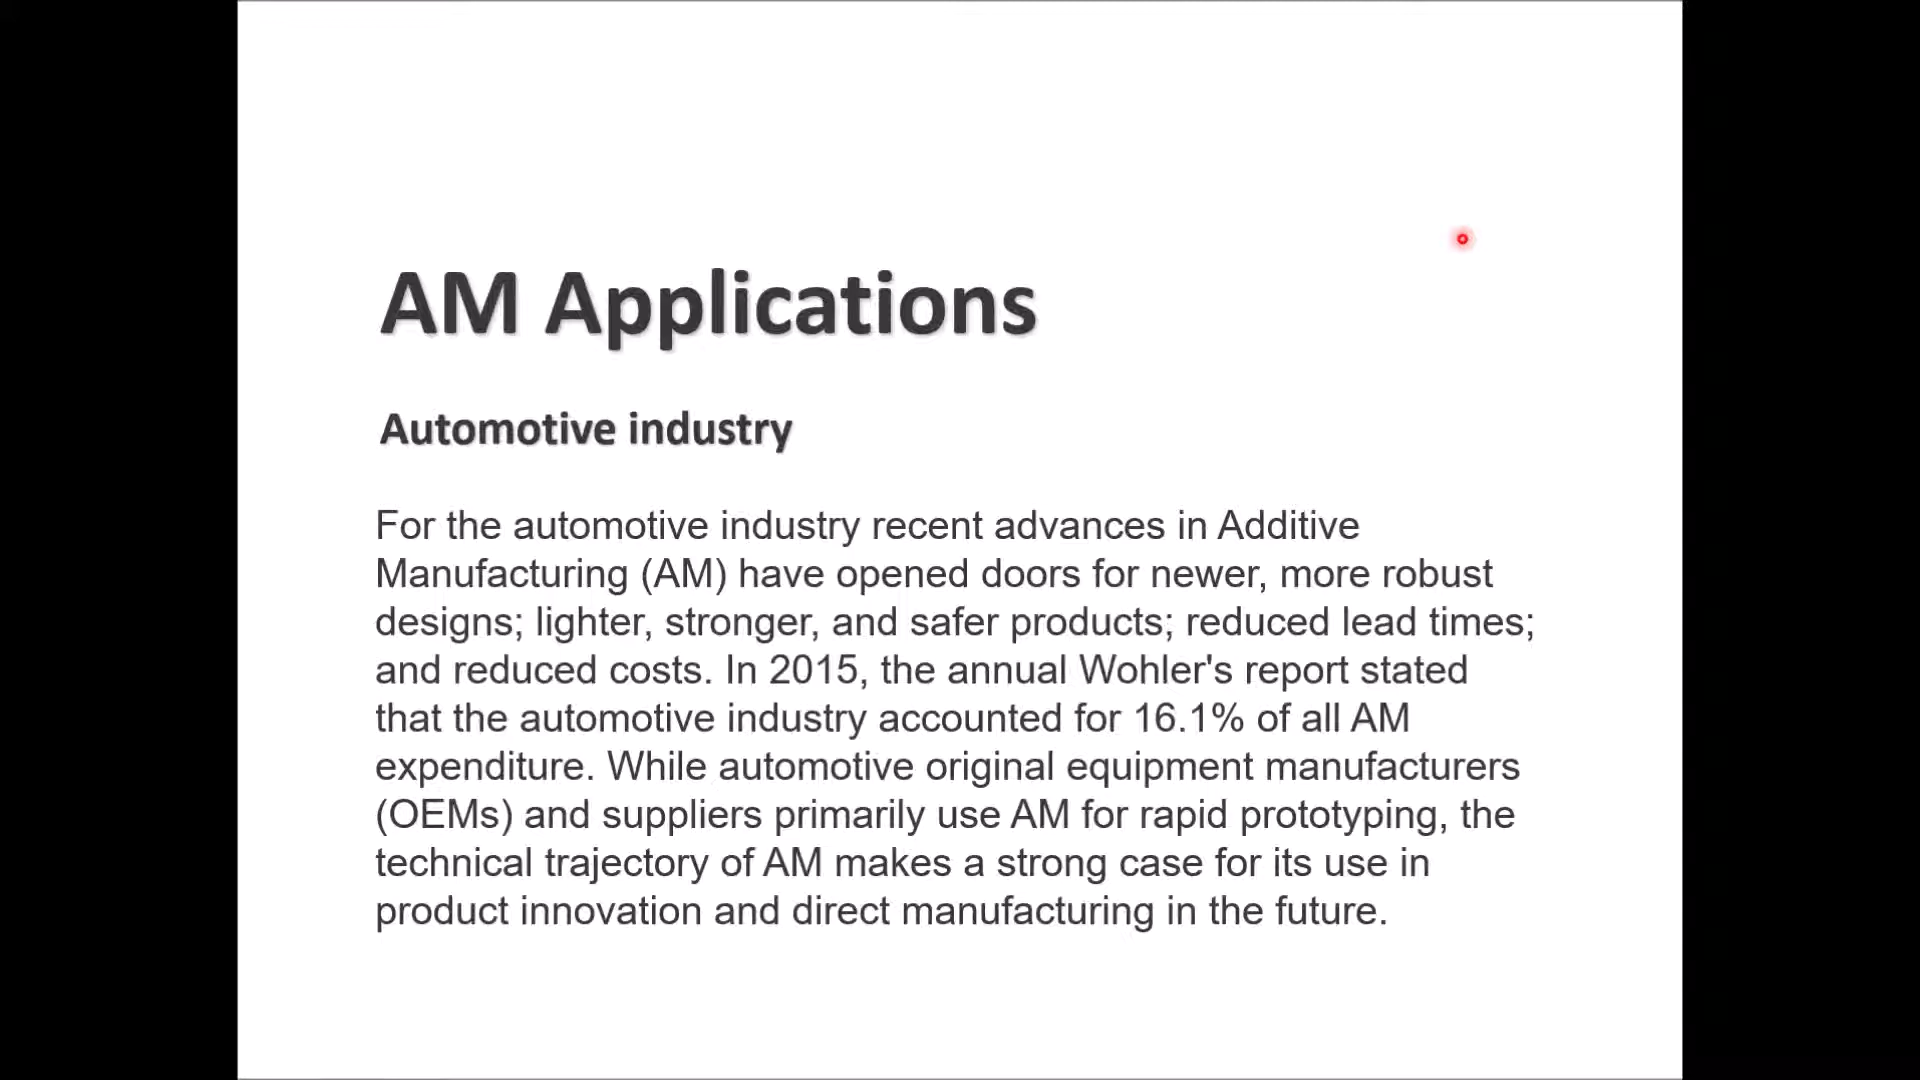 AM Applications
Automotive industry
For the automotive industry recent advances in Additive
Manufacturing (AM) have opened doors for newer, more robust
designs; lighter, stronger, and safer products; reduced lead times;
and reduced costs. In 2015, the annual Wohler's report stated
that the automotive industry accounted for 16.1% of all AM
expenditure. While automotive original equipment manufacturers
(OEMs) and suppliers primarily use AM for rapid prototyping, the
technical trajectory of AM makes a strong case for its use in
product innovation and direct manufacturing in the future.